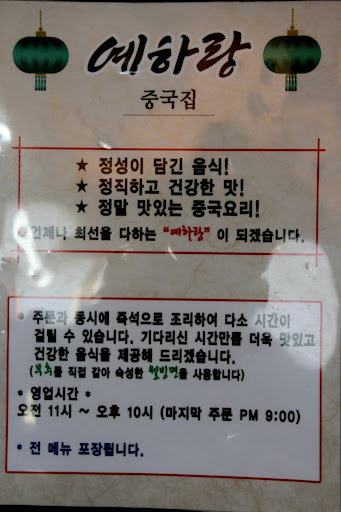 예하랑
중국집
★ 정성이 담긴 음식!
★ 정직하고 건강한 맛!
★ 정말 맛있는 중국요리!
언제나 최선을 다하는 "예하랑" 이 되겠습니다.
* 주문과 동시에 즉석으로 조리하여 다소 시간이
걸릴 수 있습니다. 기다리신 시간만큼 더욱 맛있고
건강한 음식을 제공해 드리겠습니다.
(부추를 직접 갈아 숙성한 웰빙면을 사용합니다)
* 영업시간 *
오전 11시 ~ 오후 10시 (마지막 주문 PM 9:00)
* 전 메뉴 포장됩니다.